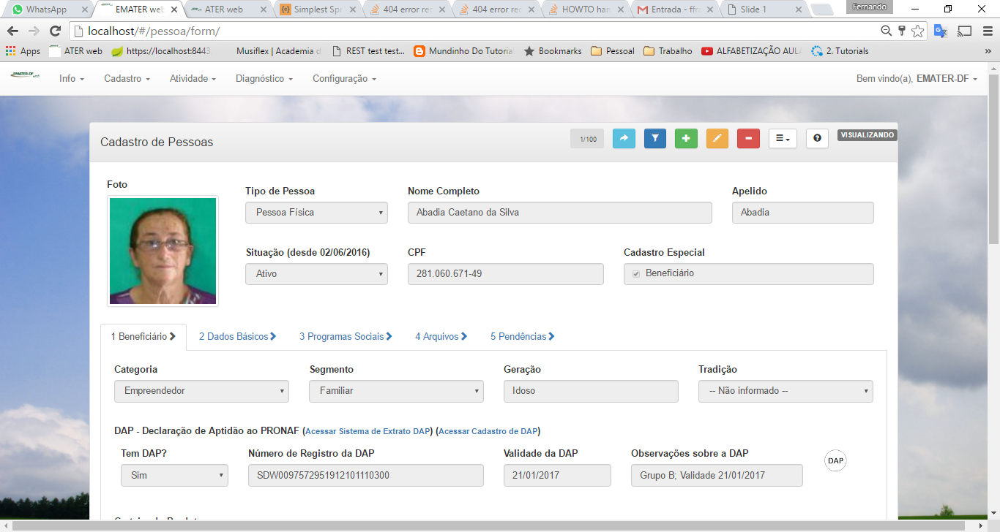 WhatsApp
EMATER web
ATER web
Simplest Spr
404 error rec
404 error rec
HOWTO han
Entrada - ffra
Slide 1
Fernando
localhost/#/pessoa/form/
Apps
ATER web
https://localhost:8443
Musiflex | Academia d
REST test test...
Mundinho Do Tutoria
Bookmarks
Pessoal
Trabalho
ALFABETIZAÇÃO AUL
2. Tutorials
»
EMATER-DF web
Info
Cadastro
Atividade
Diagnóstico
Configuração
Bem vindo(a), EMATER-DF
Cadastro de Pessoas
1/100
VISUALIZANDO
Foto
Tipo de Pessoa
Nome Completo
Apelido
Pessoa Física
Abadia Caetano da Silva
Abadia
Situação (desde 02/06/2016)
CPF
Cadastro Especial
Ativo
281.060.671-49
Beneficiário
1 Beneficiário
2 Dados Básicos
3 Programas Sociais
4 Arquivos
5 Pendências
Categoria
Segmento
Geração
Tradição
Empreendedor
Familiar
Idoso
-- Não informado --
DAP - Declaração de Aptidão ao PRONAF (Acessar Sistema de Extrato DAP) (Acessar Cadastro de DAP)
Tem DAP?
Número de Registro da DAP
Validade da DAP
Observações sobre a DAP
DAP
Sim
SDW0097572951912101110300
21/01/2017
Grupo B; Validade 21/01/2017